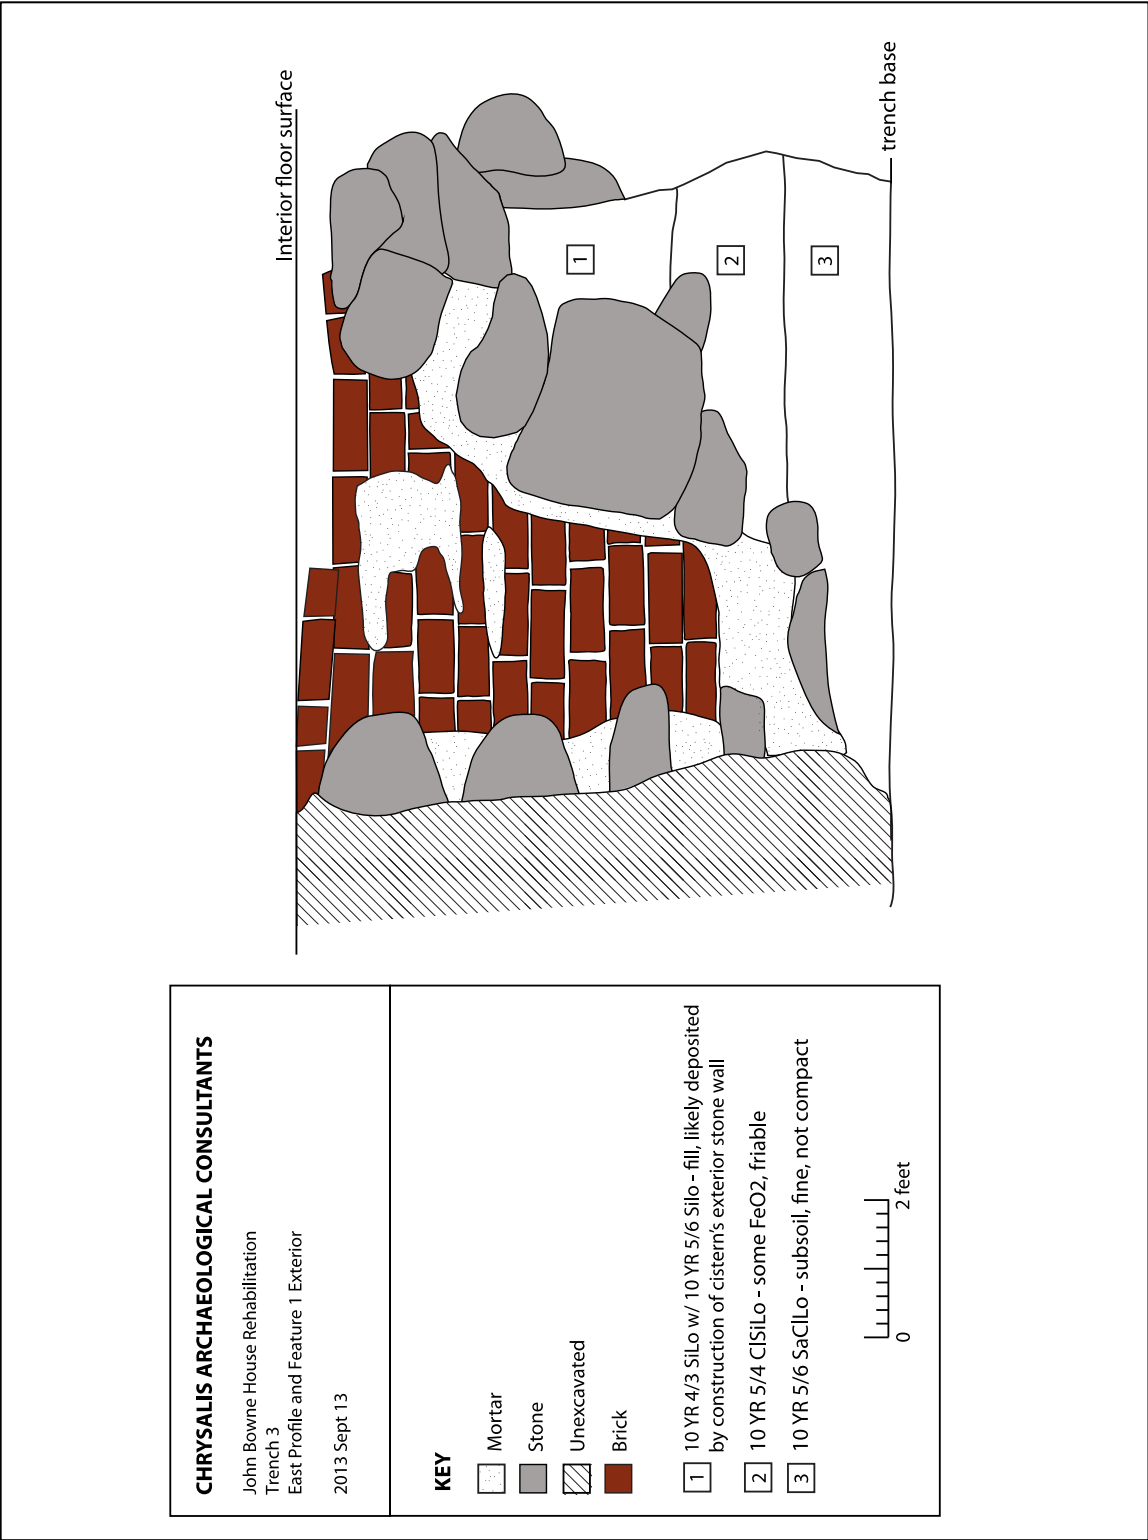 CHRYSALIS ARCHAEOLOGICAL CONSULTANTS
John Bowne House Rehabilitation
Trench 3
East Profile and Feature 1 Exterior
2013 Sept 13
KEY
Mortar
Stone
Unexcavated
Brick
1 10 YR 4/3 SiLo w/ 10 YR 5/6 Silo - fill, likely deposited
by construction of cistern's exterior stone wall
2 10 YR 5/4 ClSiLo - some FeO2, friable
3 10 YR 5/6 SaClLo - subsoil, fine, not compact
0 2 feet
Interior floor surface
1
2
3
trench base